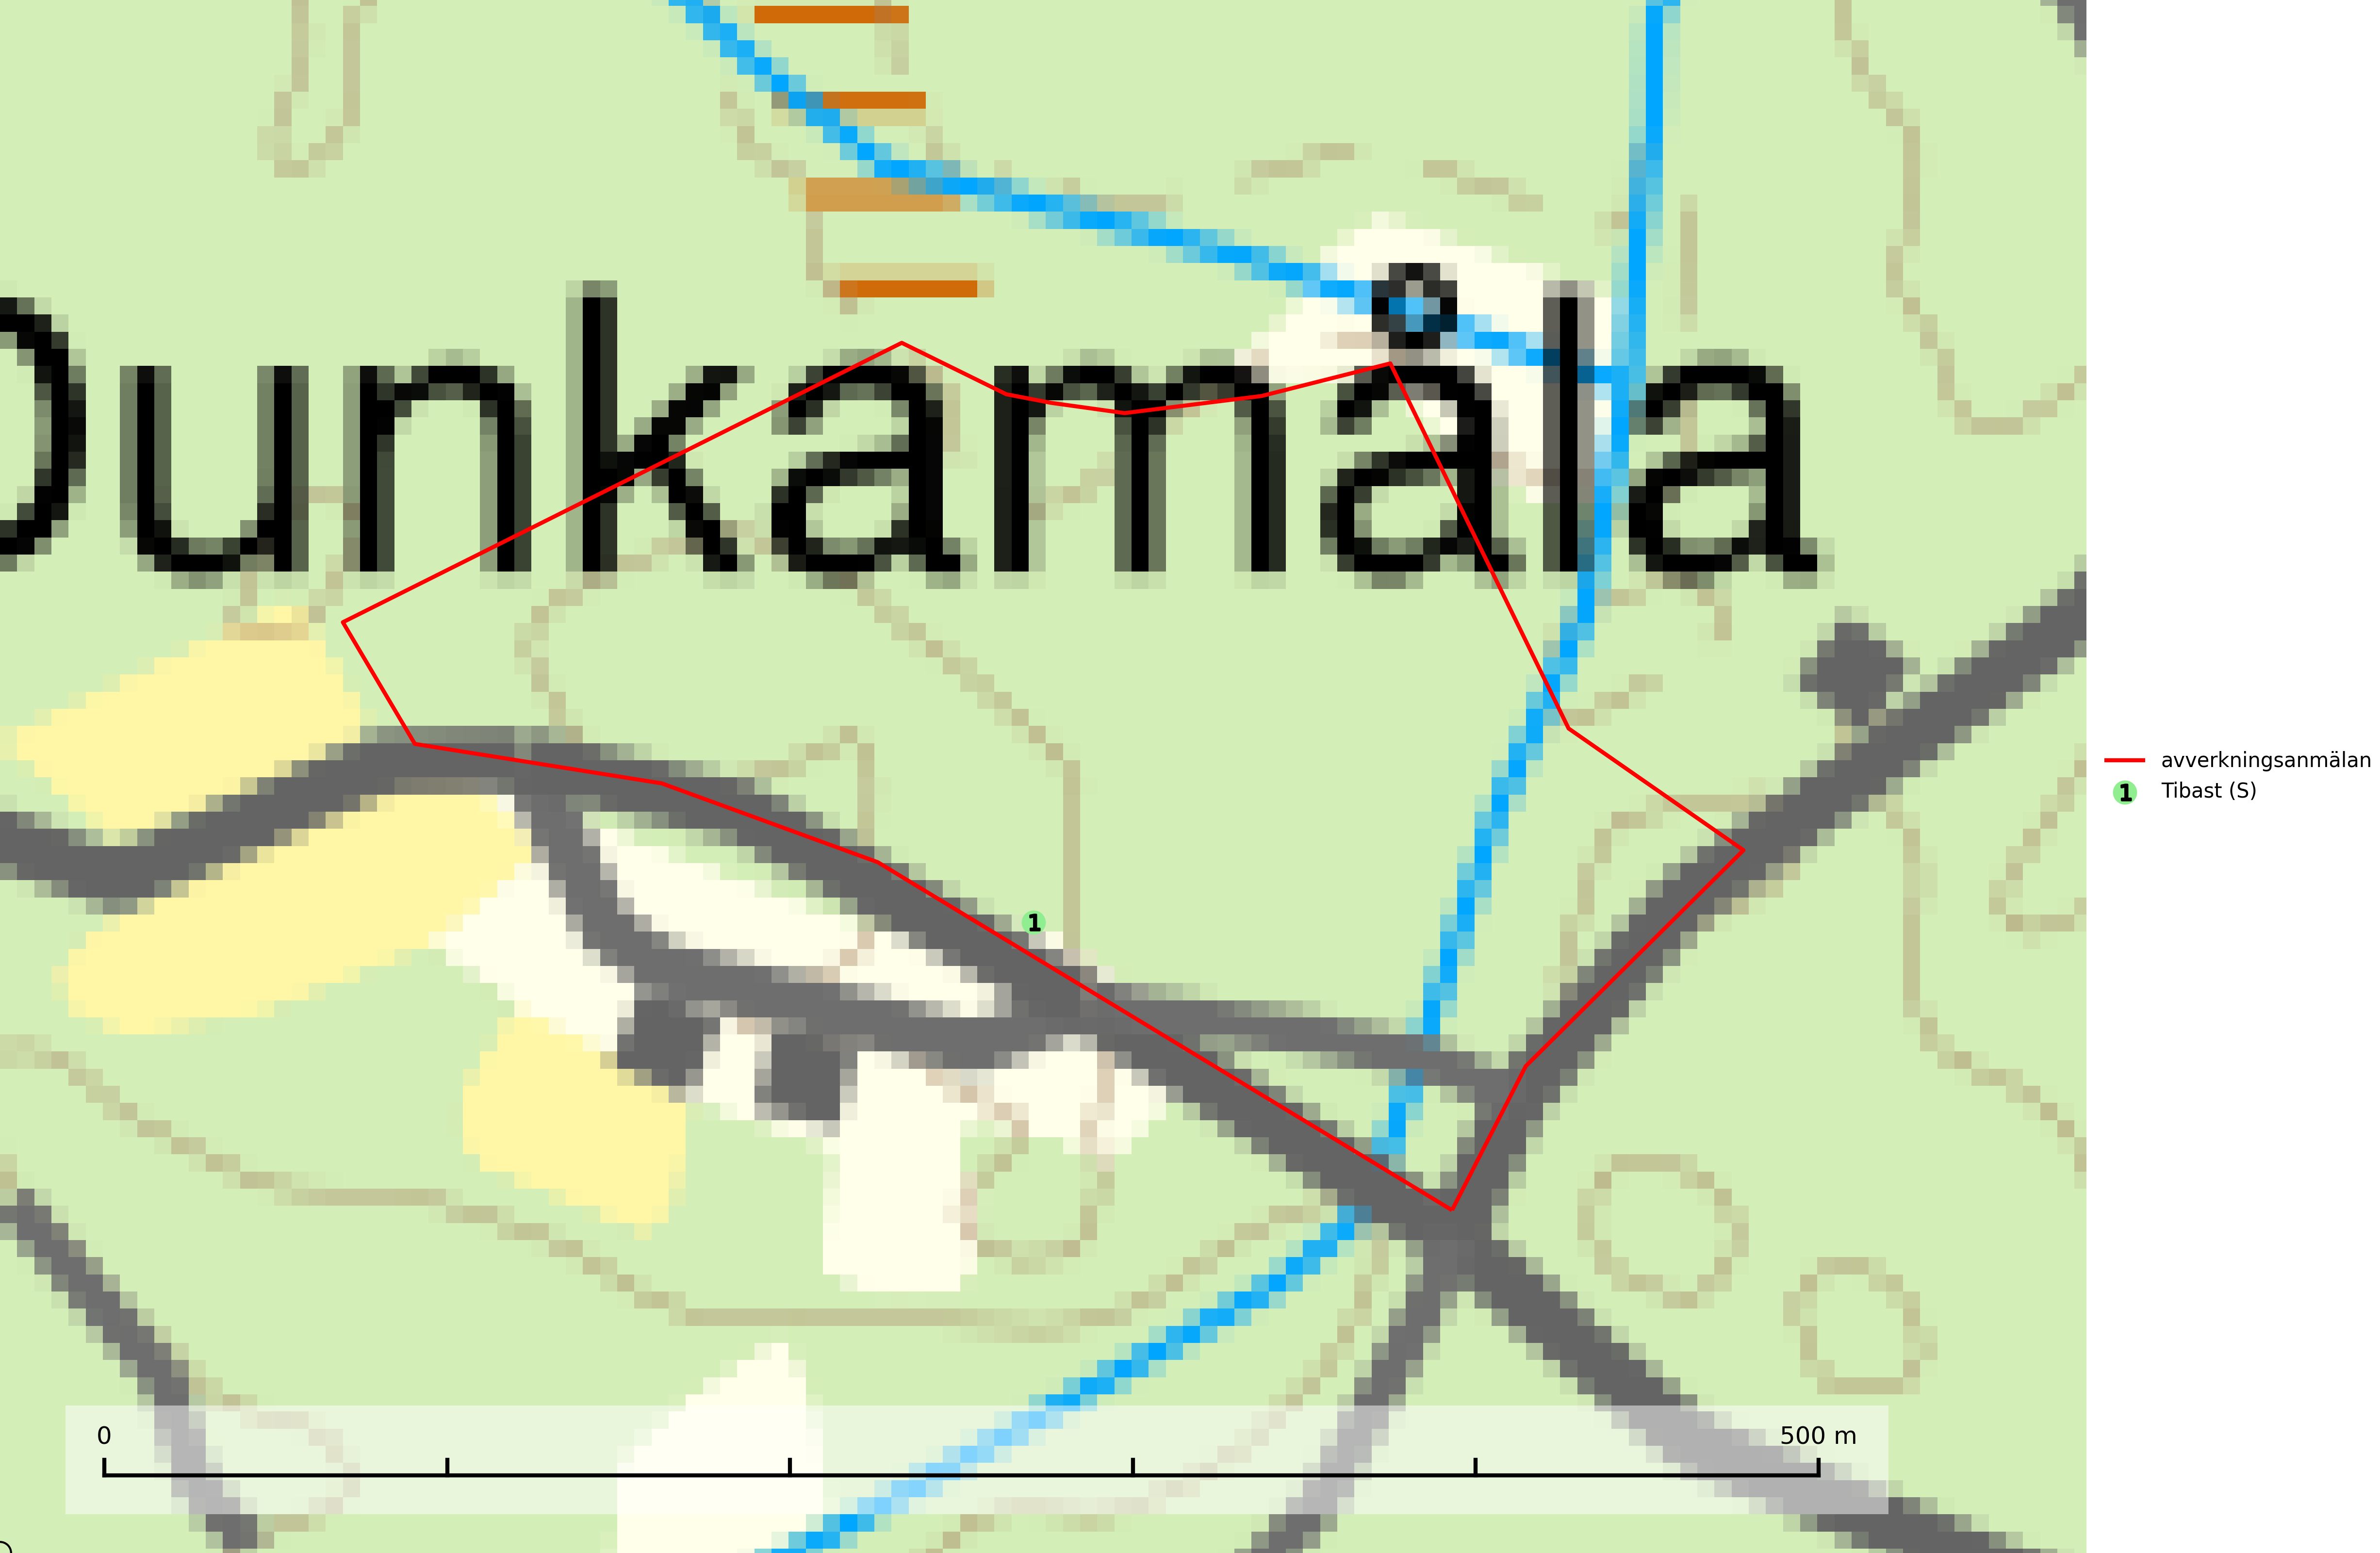 Dunkamåla
1
avverkningsanmälan
1 Tibast (S)
0 500 m